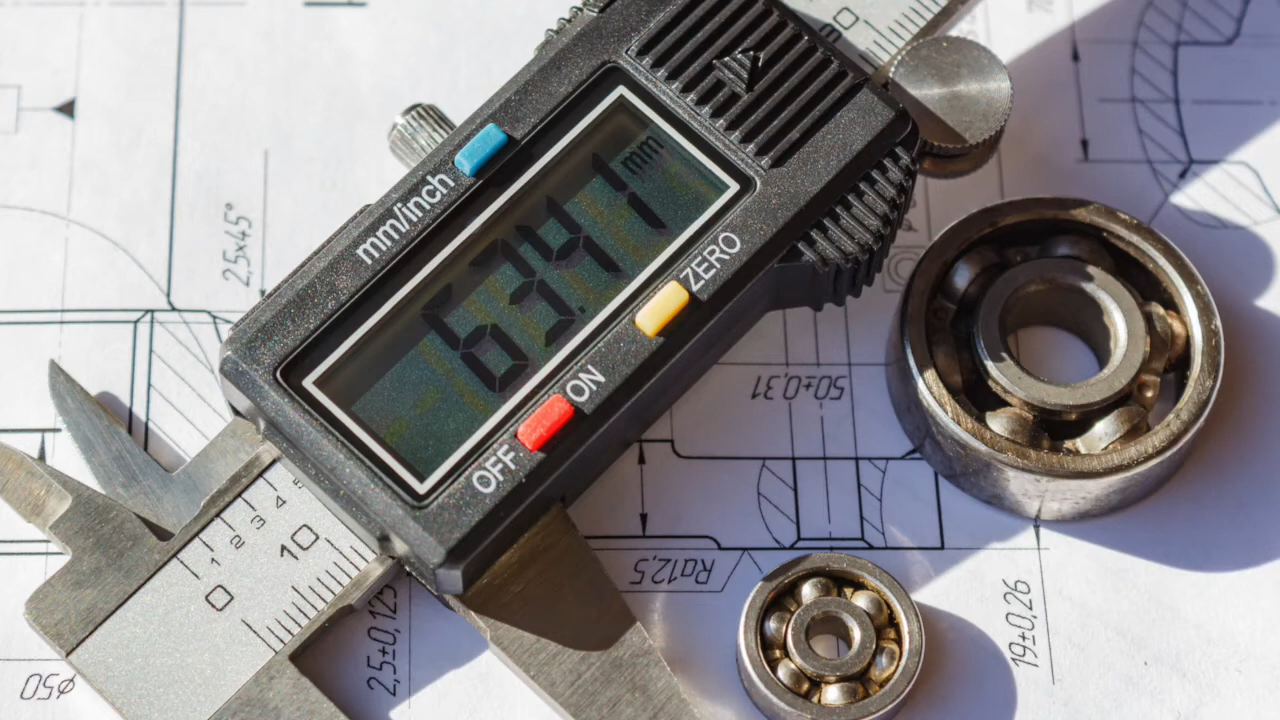 mm/inch
63.41 mm
ZERO
ON
OFF
1 2 3 4 5
0 10
2,5x45°
50±0,31
Ra12,5
2,5±0,125
19±0,26
⌀50